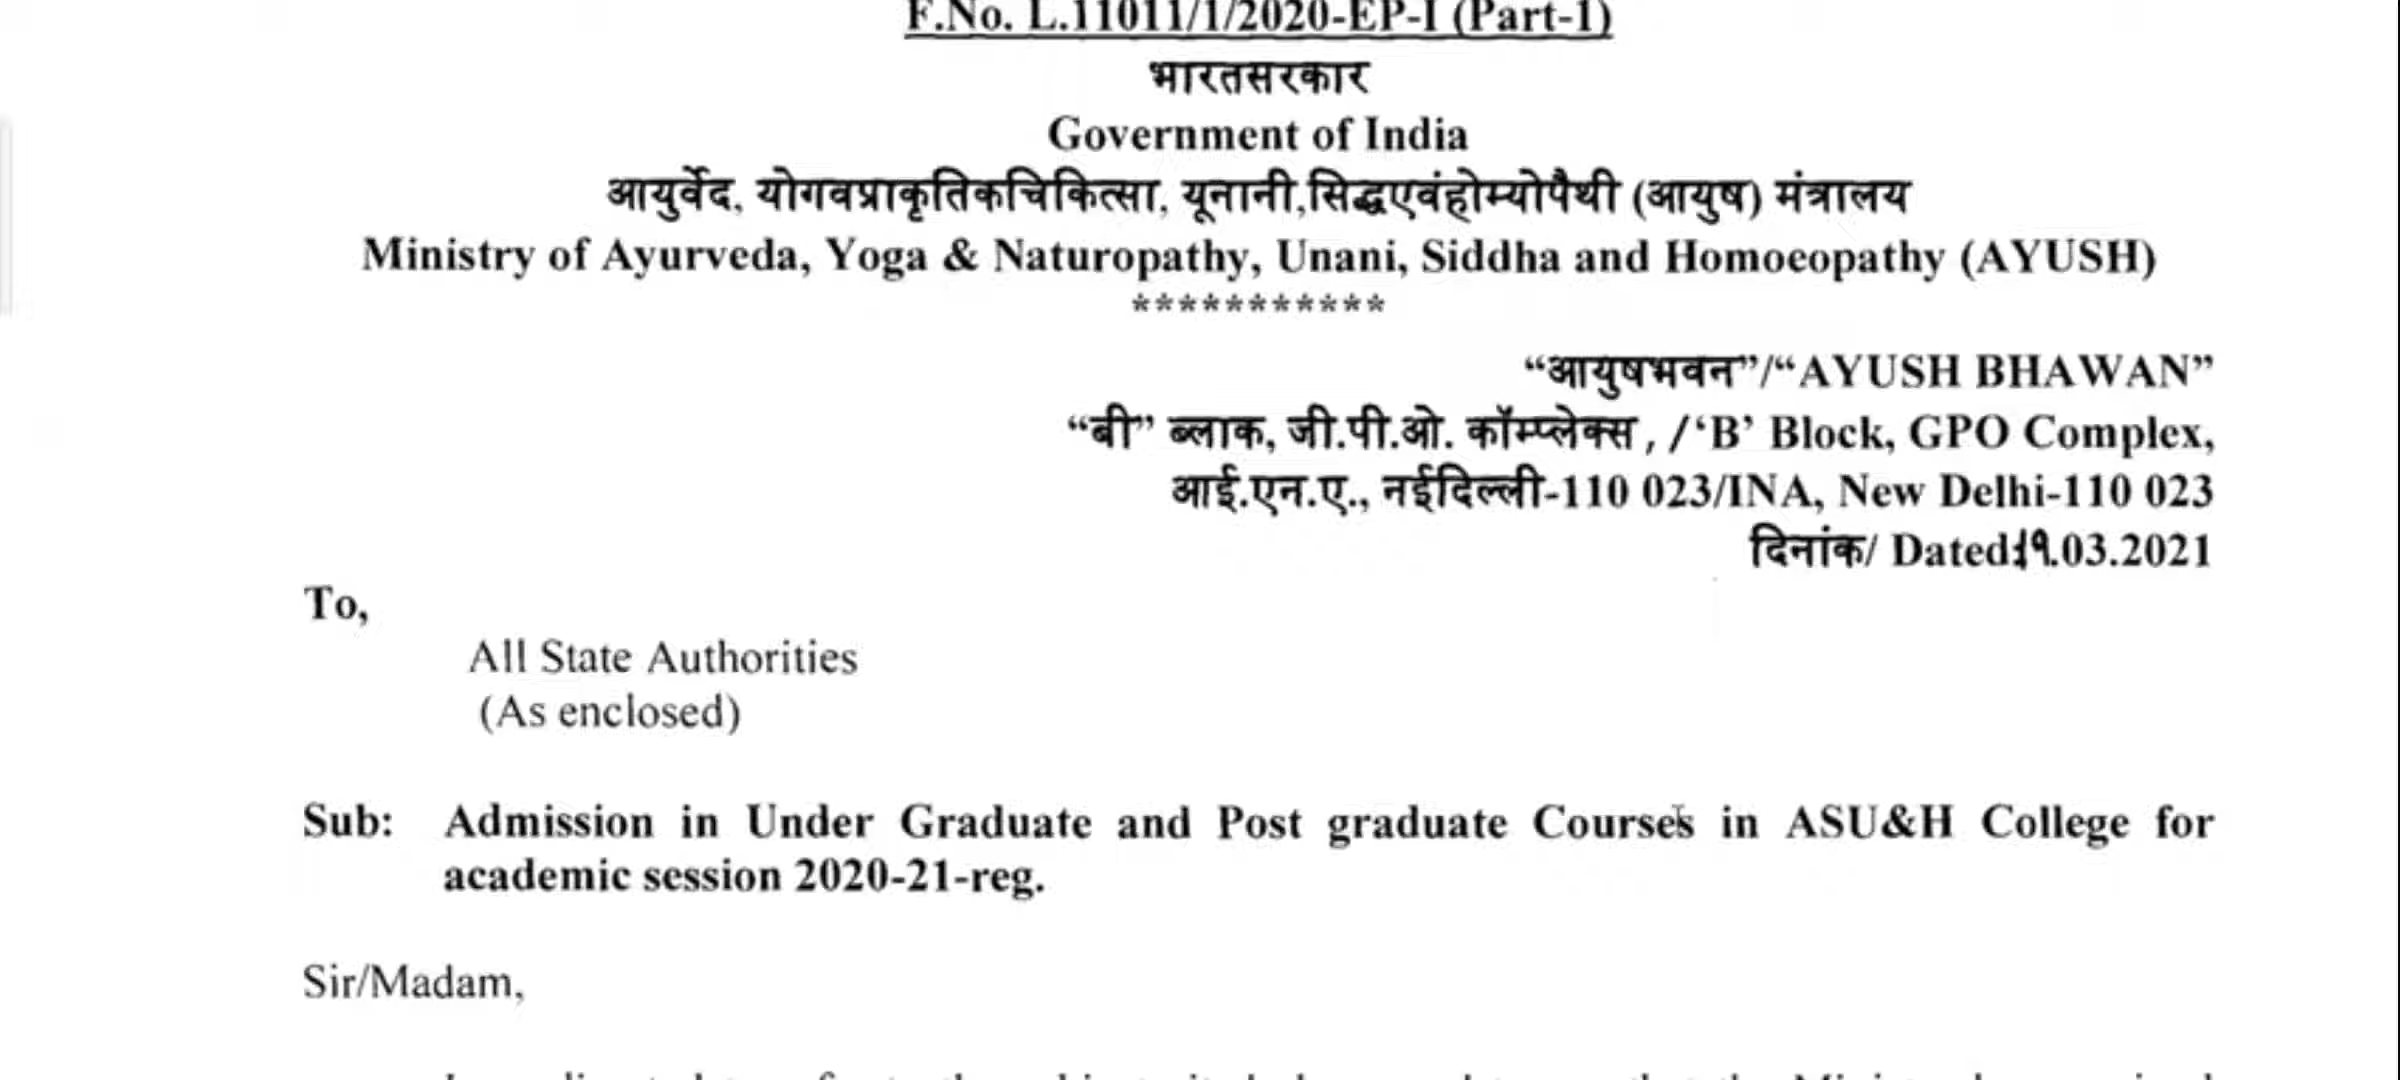 F.No. L.11011/1/2020-EP-I (Part-1)
भारतसरकार
Government of India
आयुर्वेद, योगवप्राकृतिकचिकित्सा, यूनानी,सिद्धएवंहोम्योपैथी (आयुष) मंत्रालय
Ministry of Ayurveda, Yoga & Naturopathy, Unani, Siddha and Homoeopathy (AYUSH)
***********
“आयुषभवन”/“AYUSH BHAWAN”
“बी” ब्लाक, जी.पी.ओ. कॉम्प्लेक्स, /‘B’ Block, GPO Complex,
आई.एन.ए., नईदिल्ली-110 023/INA, New Delhi-110 023
दिनांक/ Dated:19.03.2021
To,
All State Authorities
(As enclosed)
Sub: Admission in Under Graduate and Post graduate Courses in ASU&H College for
academic session 2020-21-reg.
Sir/Madam,